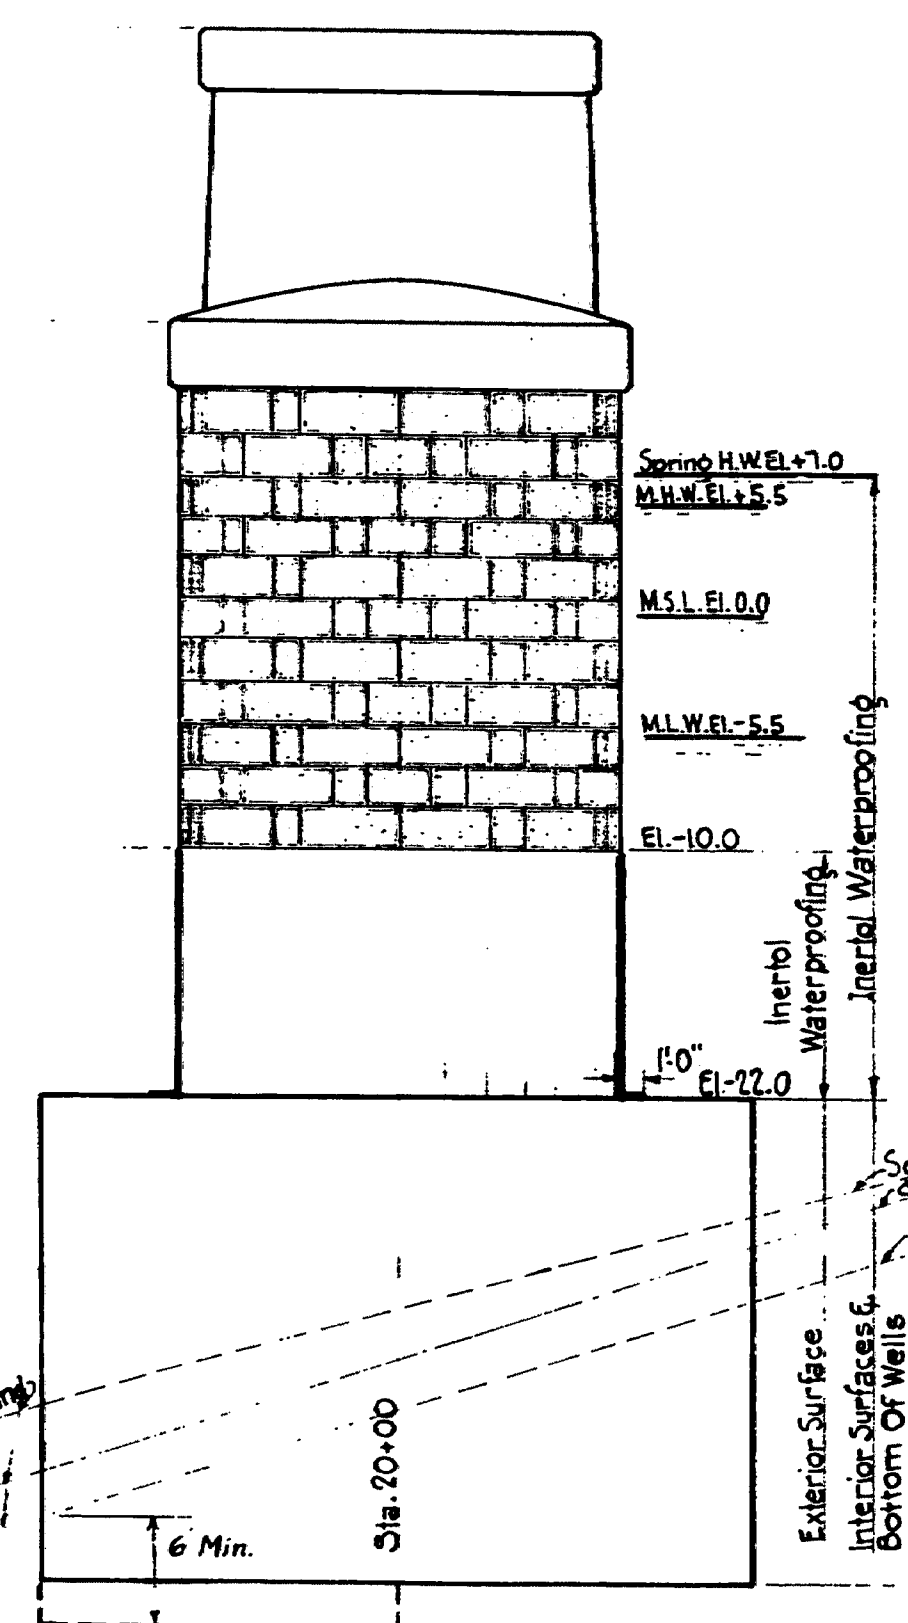 Spring H.W. El. +7.0
M.H.W. El. +5.5
M.S.L. El. 0.0
M.L.W. El. -5.5
El. -10.0
Inertol
Waterproofing
Inertol Waterproofing
1'-0"
El. -22.0
Sta. 20+00
6' Min.
Exterior Surface
Interior Surfaces &
Bottom Of Wells